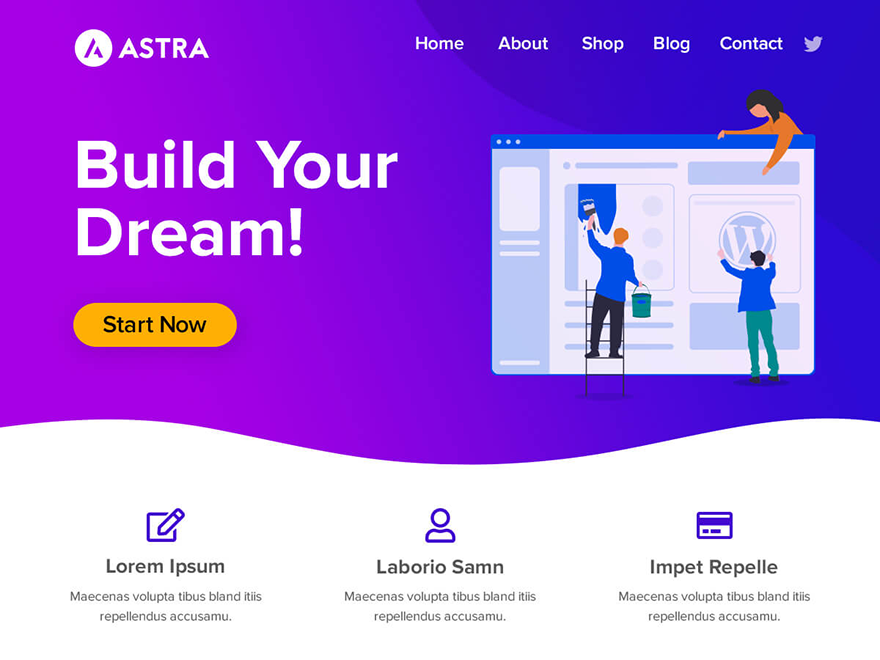 ASTRA
Home About Shop Blog Contact
Build Your
Dream!
Start Now
Lorem Ipsum
Maecenas volupta tibus bland itiis
repellendus accusamu.
Laborio Samn
Maecenas volupta tibus bland itiis
repellendus accusamu.
Impet Repelle
Maecenas volupta tibus bland itiis
repellendus accusamu.